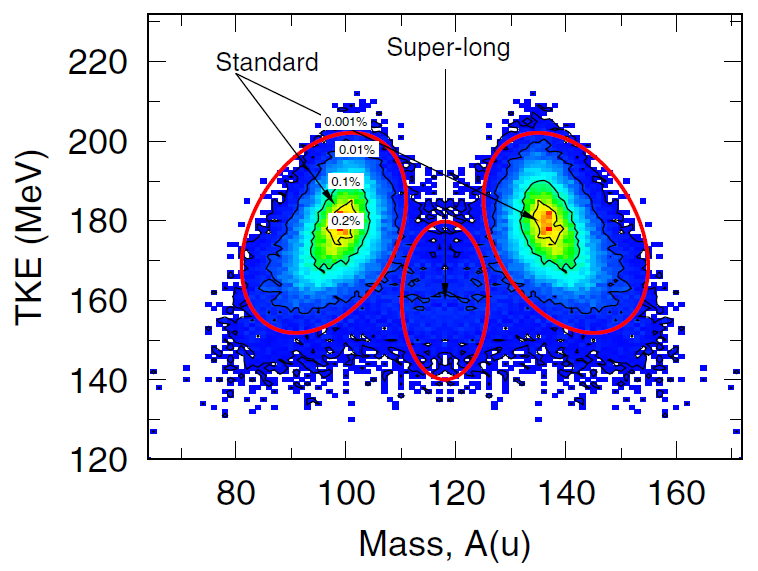 Super-long
Standard
220
0.001%
200
0.01%
0.1%
180
0.2%
160
140
120
TKE (MeV)
80 100 120 140 160
Mass, A(u)